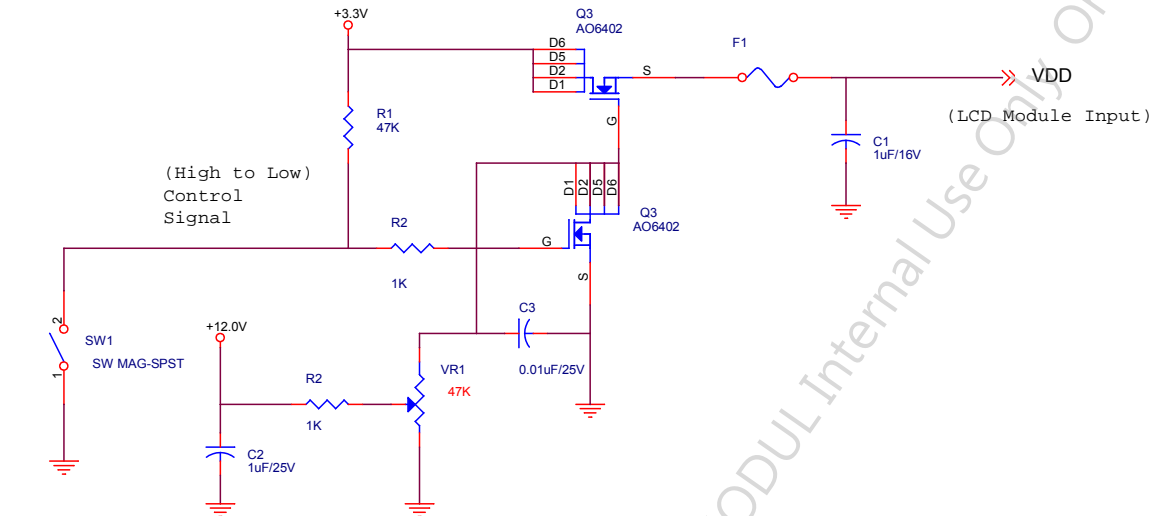 +3.3V
Q3
AO6402
D6
D5
D2
D1
S
G
F1
VDD
(LCD Module Input)
C1
1uF/16V
R1
47K
(High to Low)
Control
Signal
D1
D2
D5
D6
Q3
AO6402
G
S
R2
1K
2
SW1
SW MAG-SPST
1
+12.0V
R2
1K
C2
1uF/25V
VR1
47K
C3
0.01uF/25V
ODUL Internal Use Only. O